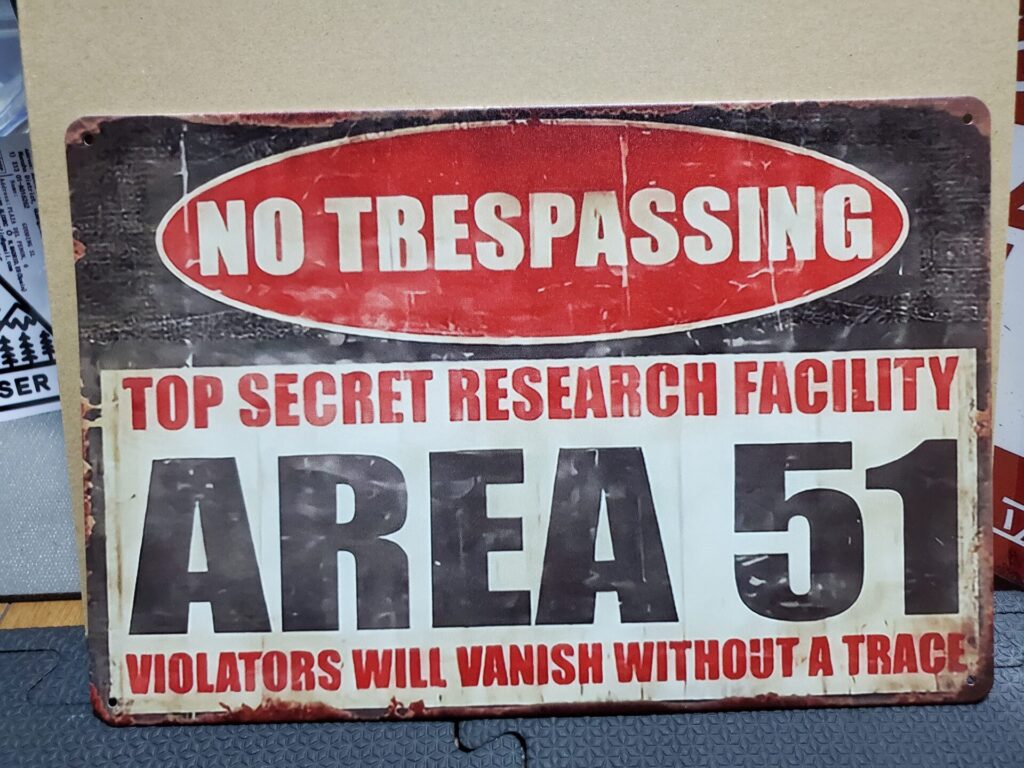 NO TRESPASSING
TOP SECRET RESEARCH FACILITY
AREA 51
VIOLATORS WILL VANISH WITHOUT A TRACE
SER